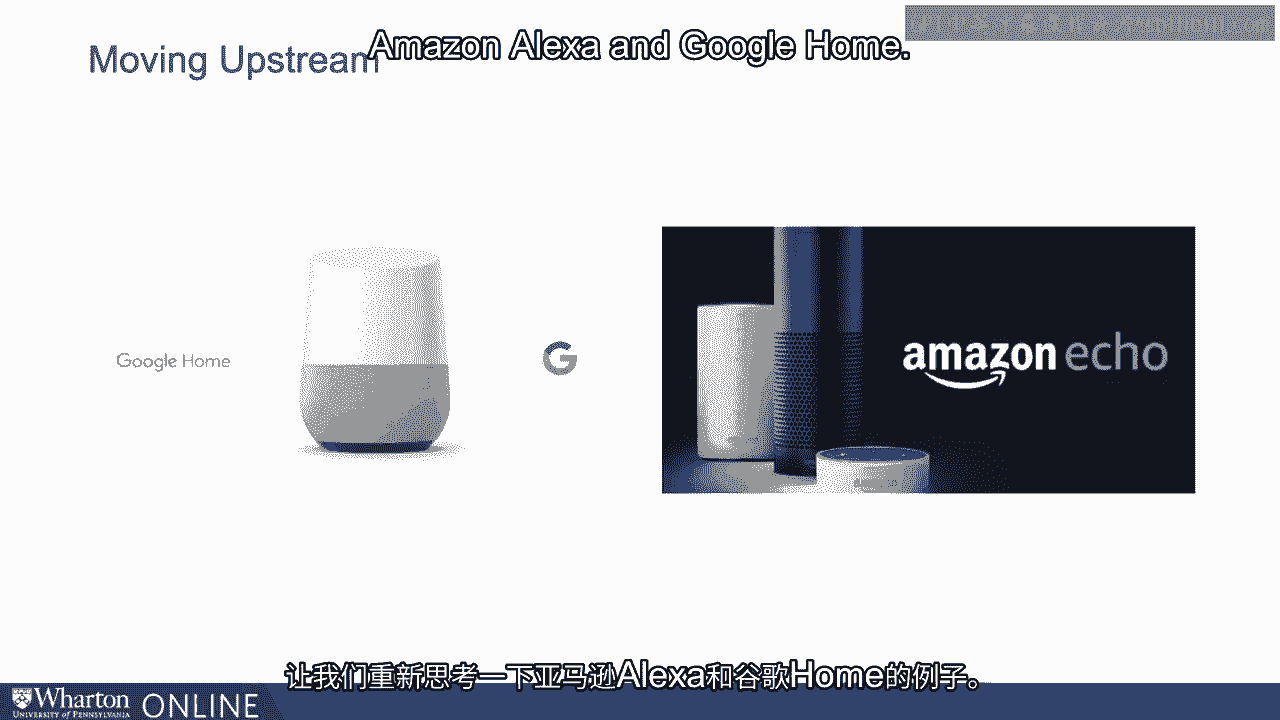 Amazon Alexa and Google Home.
Moving Upstream
Google Home
G
amazon echo
让我们重新思考一下亚马逊Alexa和谷歌Home的例子。
Wharton ONLINE
UNIVERSITY of PENNSYLVANIA